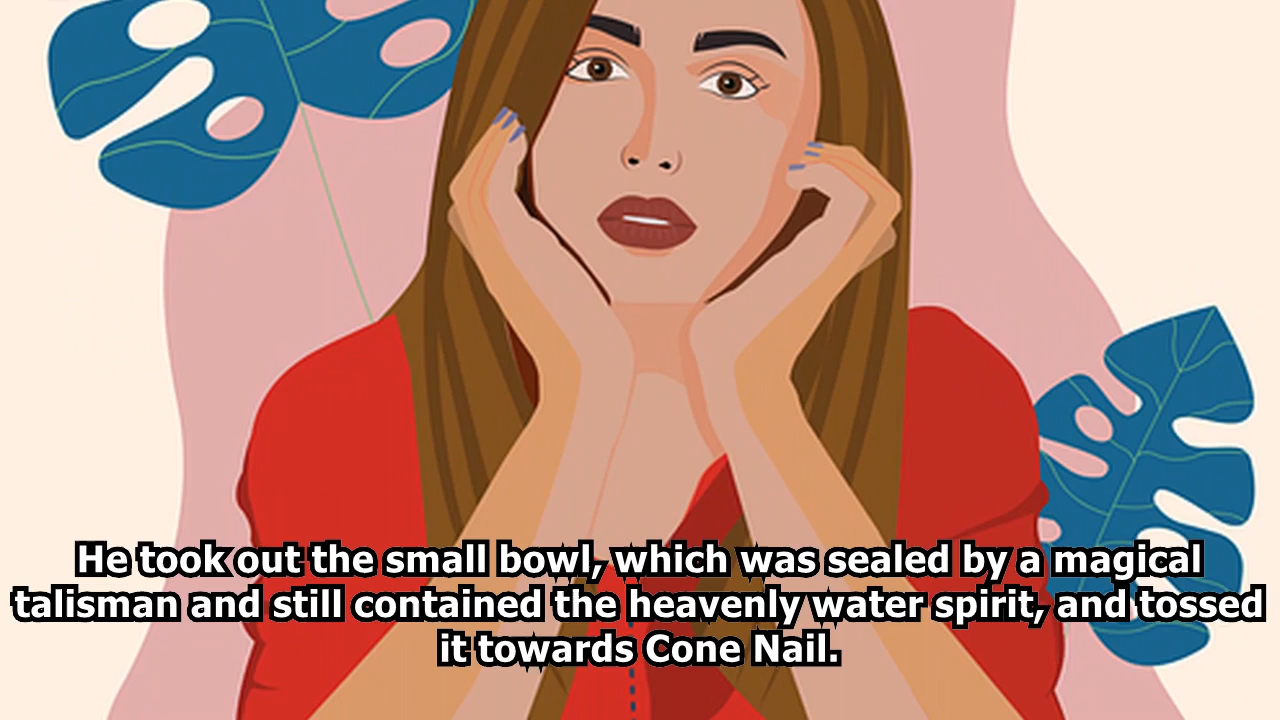 He took out the small bowl, which was sealed by a magical
talisman and still contained the heavenly water spirit, and tossed
it towards Cone Nail.